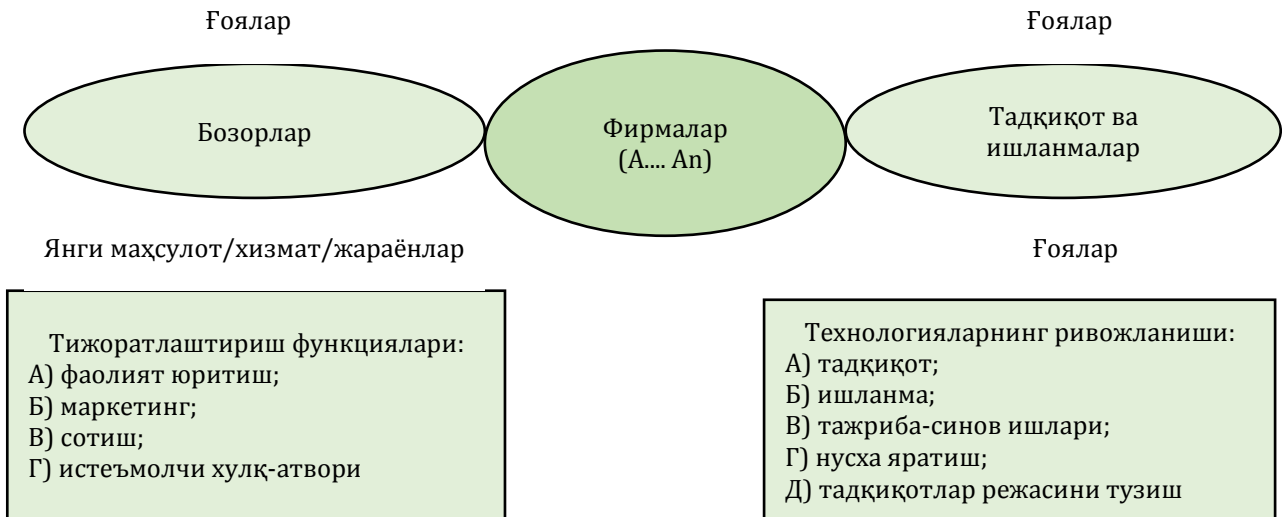 Ғоялар
Ғоялар
Бозорлар
Фирмалар
(А.... Аn)
Тадқиқот ва
ишланмалар
Янги маҳсулот/хизмат/жараёнлар
Ғоялар
Тижоратлаштириш функциялари:
А) фаолият юритиш;
Б) маркетинг;
В) сотиш;
Г) истеъмолчи хулқ-атвори
Технологияларнинг ривожланиши:
А) тадқиқот;
Б) ишланма;
В) тажриба-синов ишлари;
Г) нусха яратиш;
Д) тадқиқотлар режасини тузиш